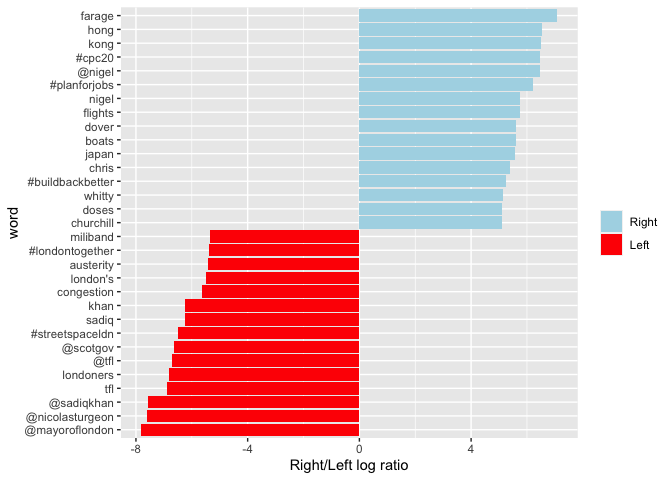 farage
hong
kong
#cpc20
@nigel
#planforjobs
nigel
flights
dover
boats
japan
chris
#buildbackbetter
whitty
doses
churchill
miliband
#londontogether
austerity
london's
congestion
khan
sadiq
#streetspaceldn
@scotgov
@tfl
londoners
tfl
@sadiqkhan
@nicolasturgeon
@mayoroflondon
word
-8 -4 0 4
Right/Left log ratio
Right
Left